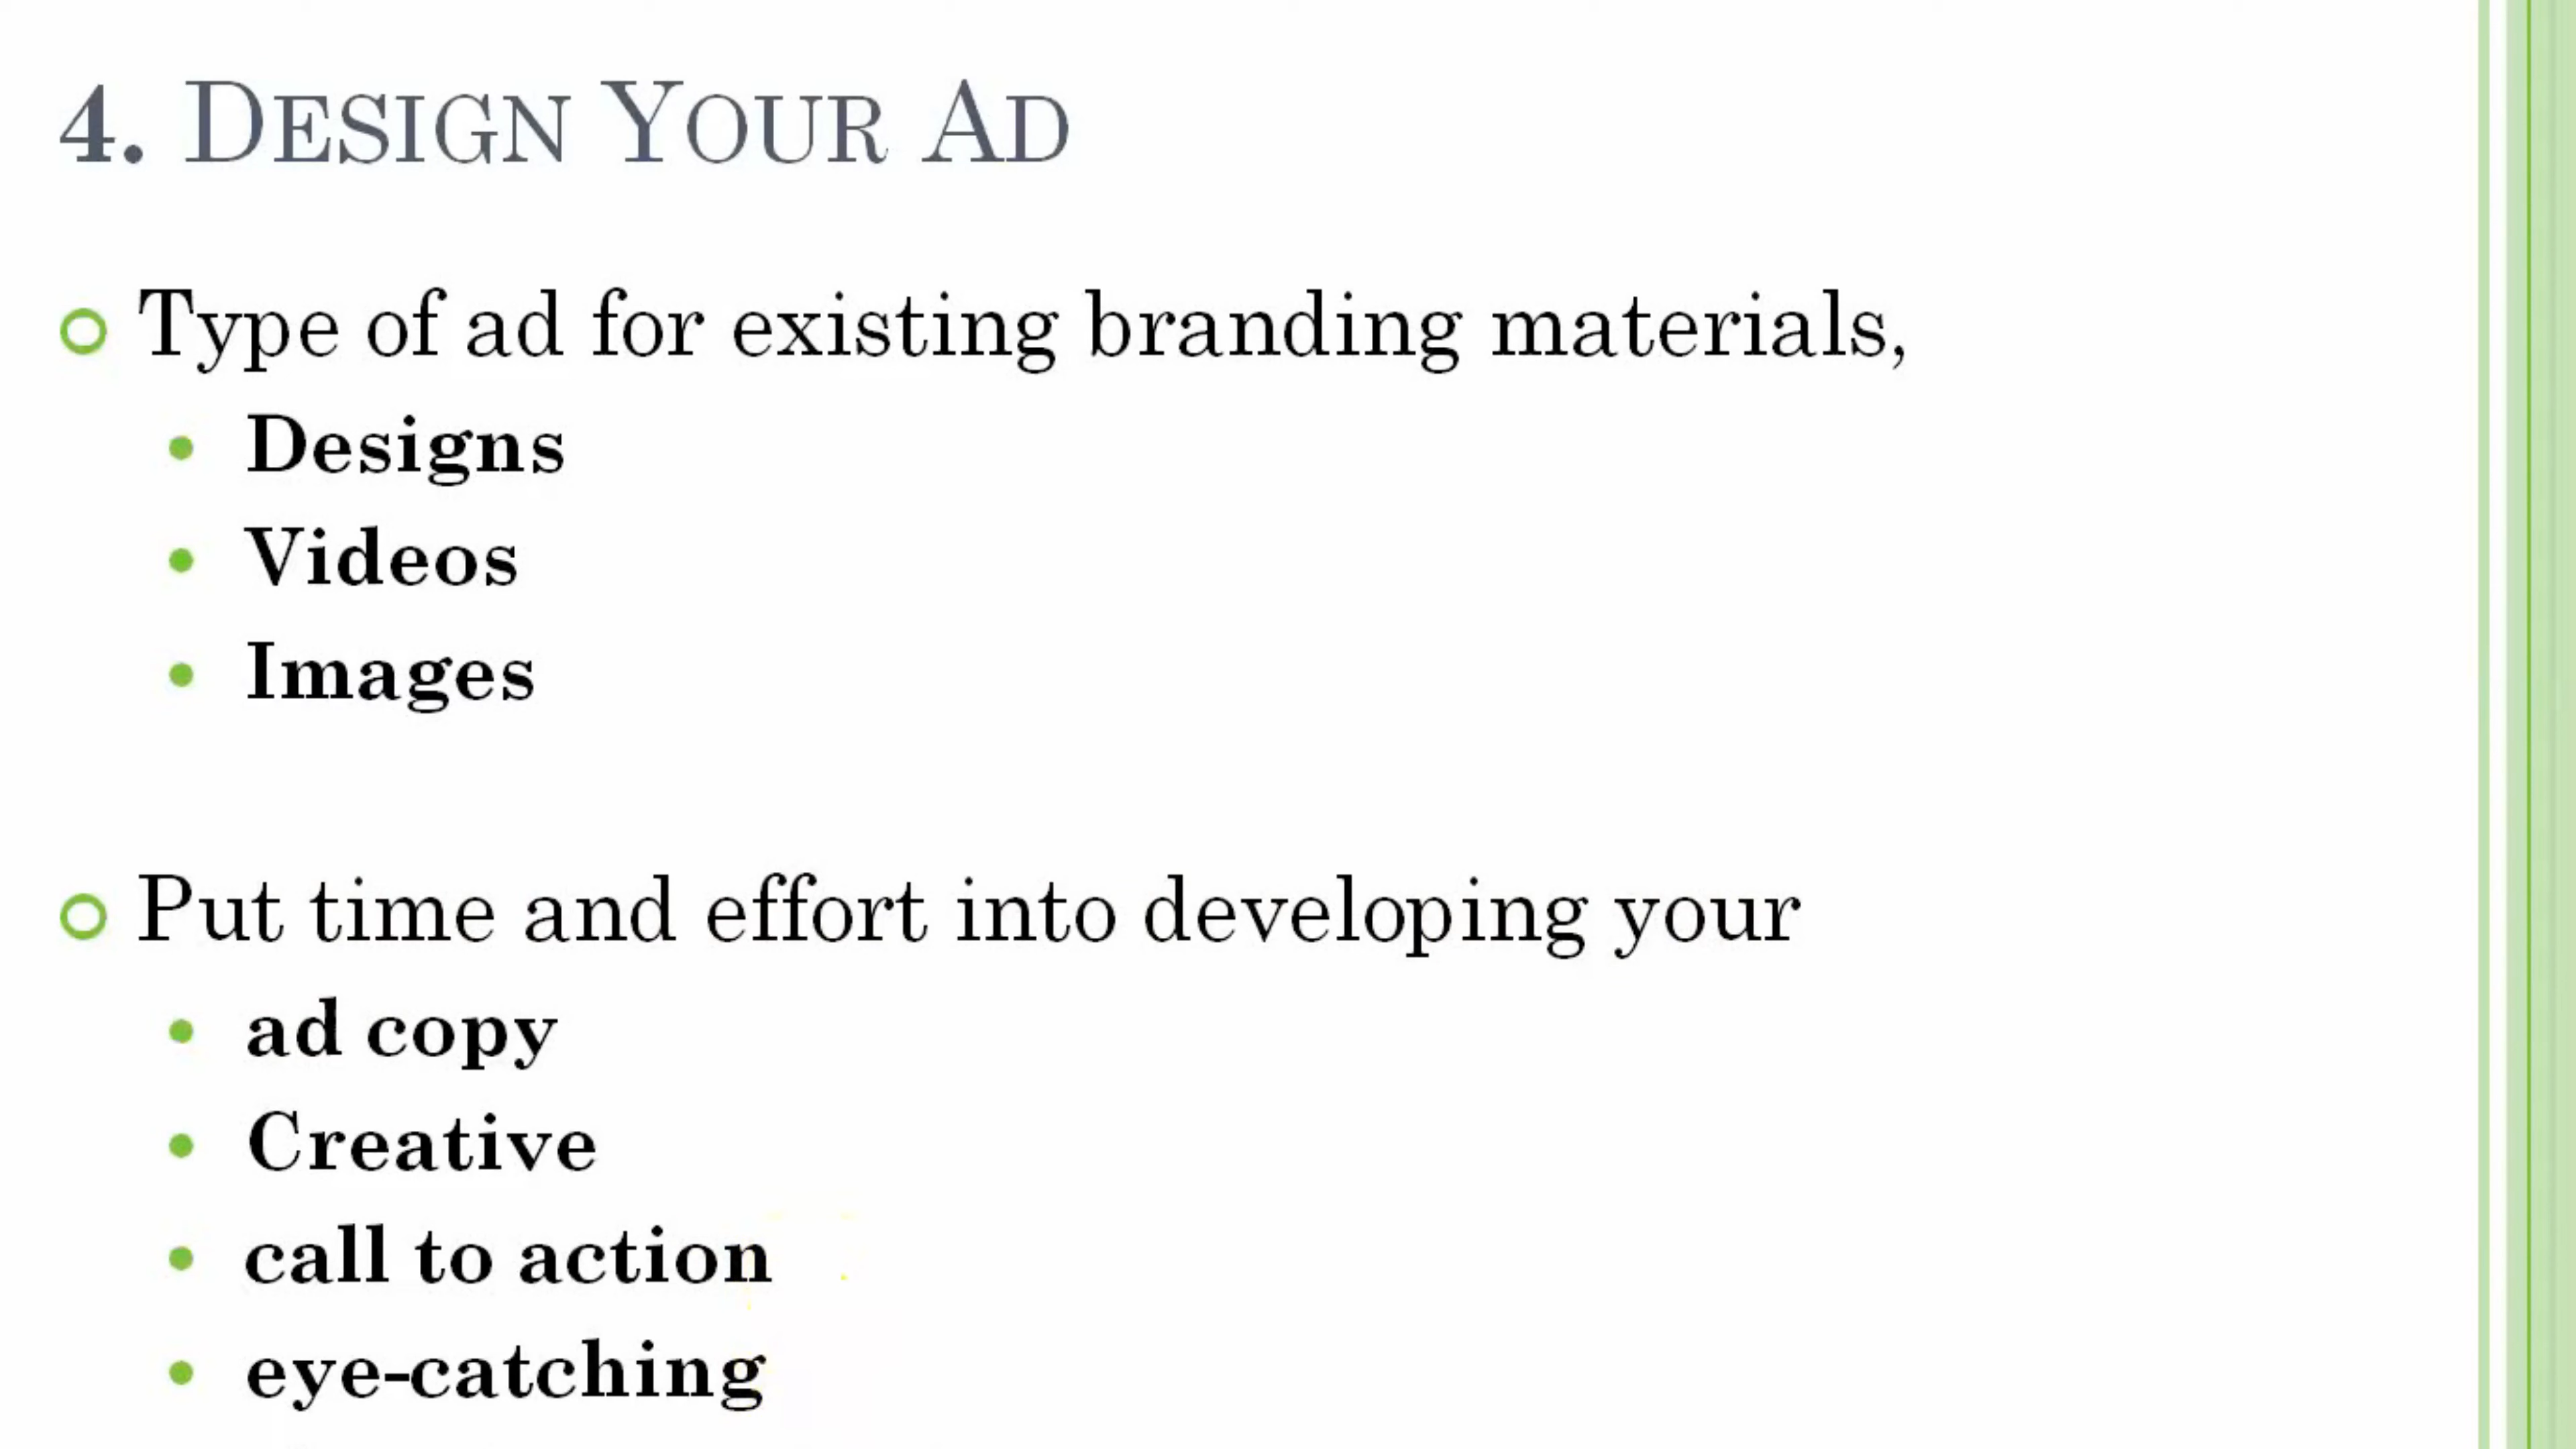 4. Design Your Ad
Type of ad for existing branding materials,
Designs
Videos
Images
Put time and effort into developing your
ad copy
Creative
call to action
eye-catching